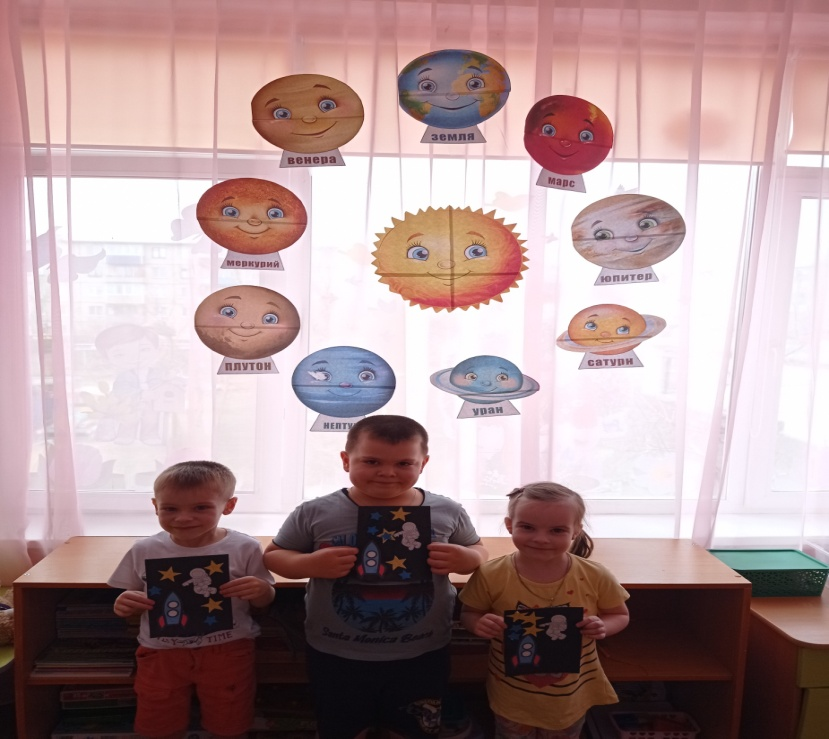 земля
венера
марс
меркурий
юпитер
плутон
сатурн
уран
TIME